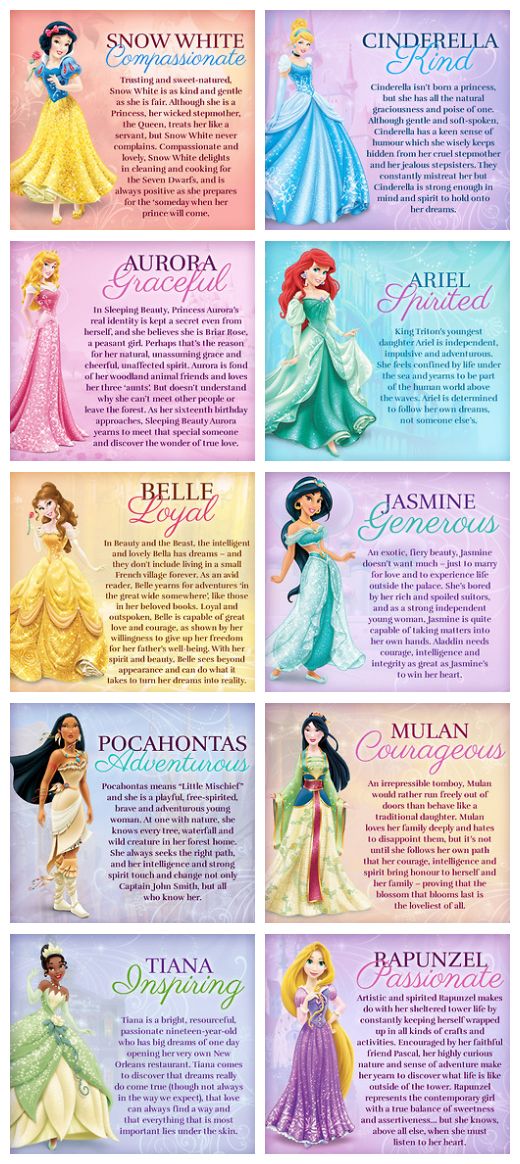 SNOW WHITE
Compassionate
Trusting and sweet-natured,
Snow White is as kind and gentle
as she is fair. Although she is a
Princess, her wicked stepmother,
the Queen, treats her like a
servant, but Snow White never
complains. Compassionate and
lovely, Snow White delights
in cleaning and cooking for
the Seven Dwarfs, and is
always positive as she prepares
for the ‘someday when her
prince will come.
CINDERELLA
Kind
Cinderella isn't born a princess,
but she has all the natural
graciousness and poise of one.
Although gentle and soft-spoken,
Cinderella has a keen sense of
humour which she wisely keeps
hidden from her cruel stepmother
and her jealous stepsisters. They
constantly mistreat her but
Cinderella is strong enough in
mind and spirit to hold onto
her dreams.
AURORA
Graceful
In Sleeping Beauty, Princess Aurora's
real identity is kept a secret even from
herself, and she believes she is Briar Rose,
a peasant girl. Perhaps that's the reason
for her natural, unassuming grace and
cheerful, unaffected spirit. Aurora is fond
of her woodland animal friends and loves
her three ‘aunts’. But doesn't understand
why she can't meet other people or
leave the forest. As her sixteenth birthday
approaches, Sleeping Beauty Aurora
yearns to meet that special someone
and discover the wonder of true love.
ARIEL
Spirited
King Triton's youngest
daughter Ariel is independent,
impulsive and adventurous.
She feels confined by life under
the sea and yearns to be part
of the human world above
the waves. Ariel is determined
to follow her own dreams,
not someone else's.
BELLE
Loyal
In Beauty and the Beast, the intelligent
and lovely Bella has dreams – and
they don't include living in a small
French village forever. As an avid
reader, Belle yearns for adventures ‘in
the great wide somewhere’, like those
in her beloved books. Loyal and
outspoken, Belle is capable of great
love and courage, as shown by her
willingness to give up her freedom
for her father's well-being. With her
spirit and beauty, Belle sees beyond
appearance and can do what it
takes to turn her dreams into reality.
JASMINE
Generous
An exotic, fiery beauty, Jasmine
doesn't want much – just to marry
for love and to experience life
outside the palace. She's bored
by her rich and spoiled suitors,
and as a strong independent
young woman, Jasmine is quite
capable of taking matters into
her own hands. Aladdin needs
courage, intelligence and
integrity as great as Jasmine's
to win her heart.
POCAHONTAS
Adventurous
Pocahontas means “Little Mischief”
and she is a playful, free-spirited,
brave and adventurous young
woman. At one with nature, she
knows every tree, waterfall and
wild creature in her forest home.
She always seeks the right path,
and her intelligence and strong
spirit touch and change not only
Captain John Smith, but all
who know her.
MULAN
Courageous
An irrepressible tomboy, Mulan
would rather run freely out of
doors than behave like a
traditional daughter. Mulan
loves her family deeply and hates
to disappoint them, but it's not
until she follows her own path
that her courage, intelligence and
spirit bring honour to herself and
her family – proving that the
blossom that blooms last is
the loveliest of all.
TIANA
Inspiring
Tiana is a bright, resourceful,
passionate nineteen-year-old
who has big dreams of one day
opening her very own New
Orleans restaurant. Tiana comes
to discover that dreams really
do come true (though not always
in the way we expect), that love
can always find a way and
that everything that is most
important lies under the skin.
RAPUNZEL
Passionate
Artistic and spirited Rapunzel makes
do with her sheltered tower life by
constantly keeping herself wrapped
up in all kinds of crafts and
activities. Encouraged by her faithful
friend Pascal, her highly curious
nature and sense of adventure make
her years to discover what life is like
outside of the tower. Rapunzel
represents the contemporary girl
with a true balance of sweetness
and assertiveness... but she knows,
above all else, when she must
listen to her heart.